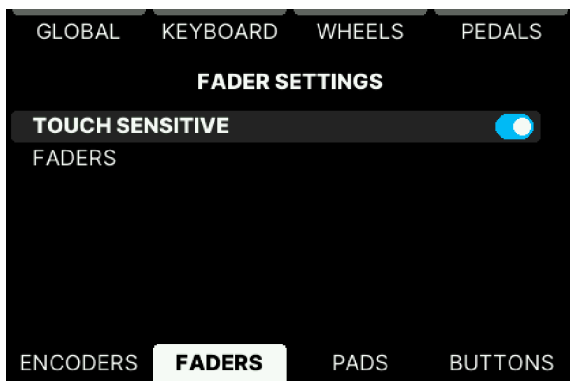 GLOBAL KEYBOARD WHEELS PEDALS
FADER SETTINGS
TOUCH SENSITIVE
FADERS
ENCODERS FADERS PADS BUTTONS